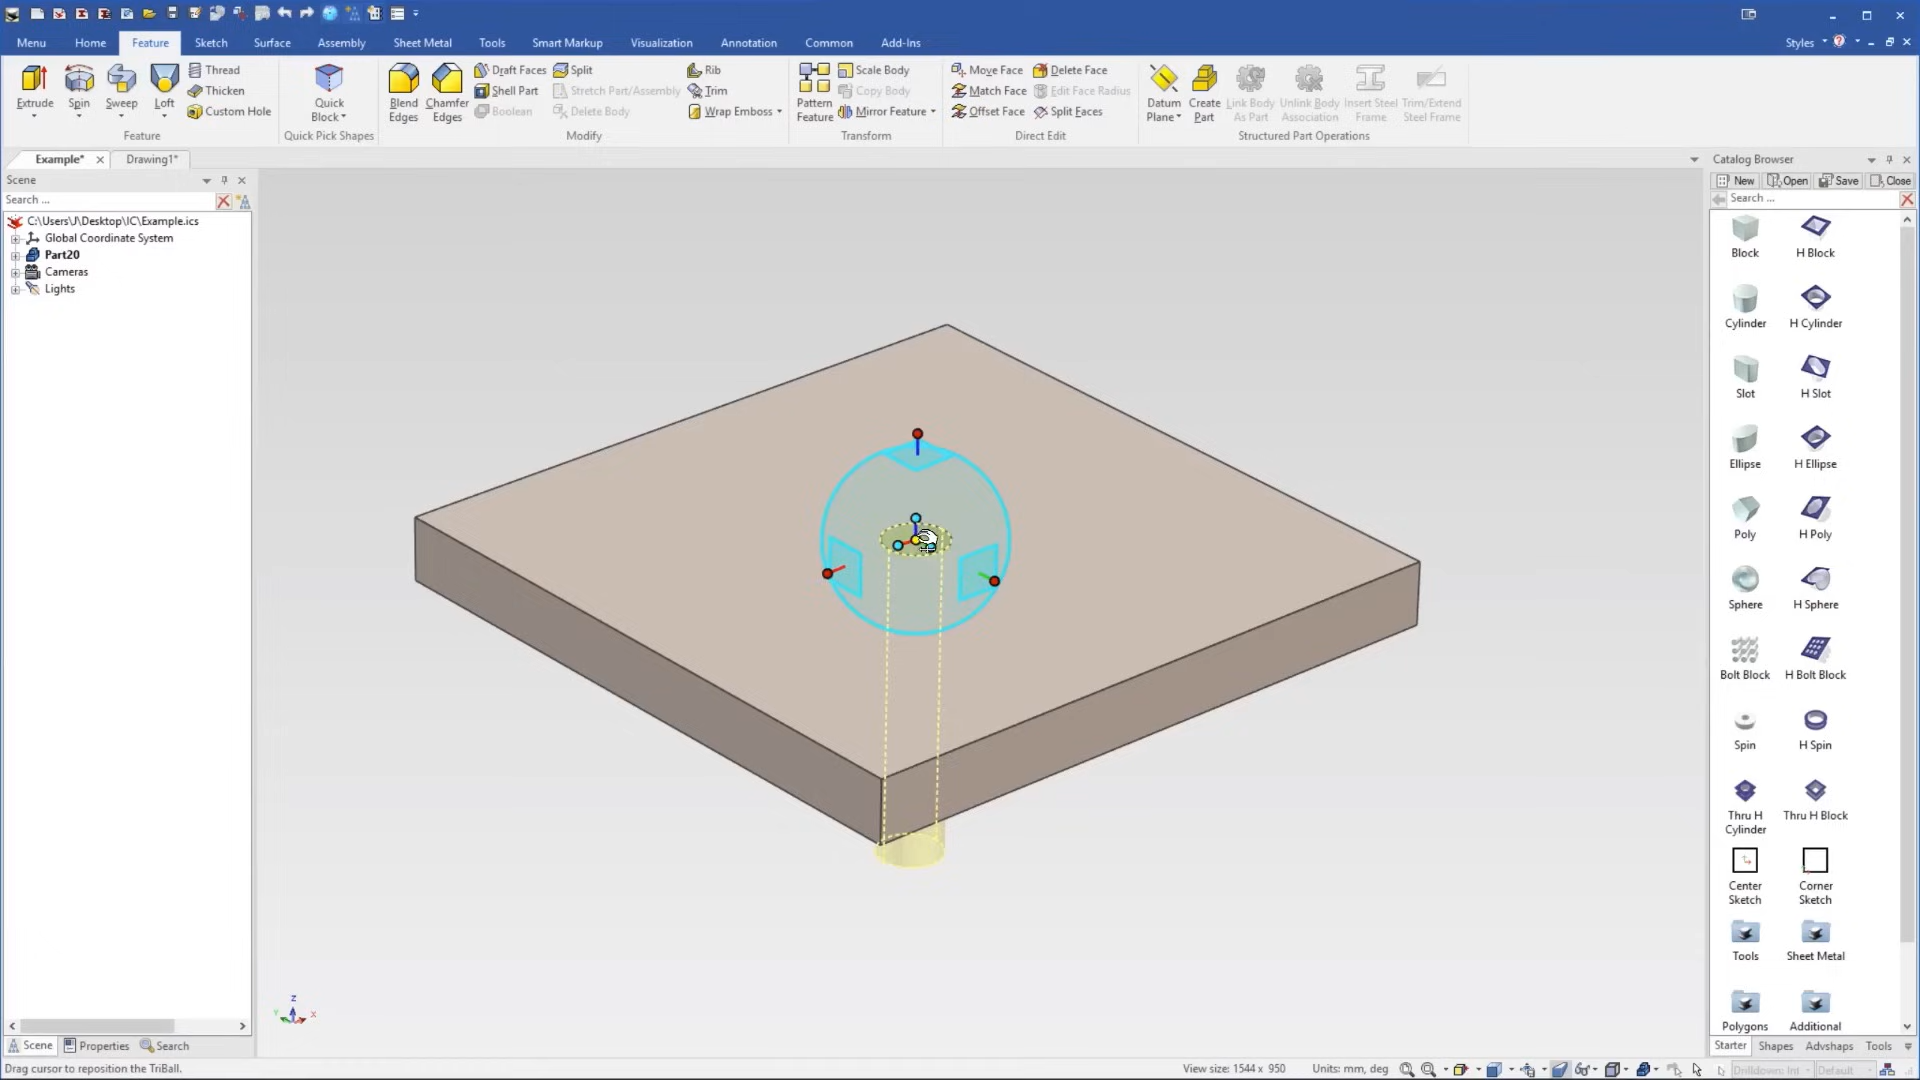 Menu Home Feature Sketch Surface Assembly Sheet Metal Tools Smart Markup Visualization Annotation Common Add-Ins Styles
Extrude Spin Sweep Loft Thread Thicken Custom Hole
Feature
Quick Block
Quick Pick Shapes
Blend Edges Chamfer Edges Draft Faces Shell Part Boolean Split Stretch Part/Assembly Delete Body Rib Trim Wrap Emboss
Modify
Pattern Feature Scale Body Copy Body Mirror Feature
Transform
Move Face Match Face Offset Face Delete Face Edit Face Radius Split Faces
Direct Edit
Datum Plane Create Part Link Body As Part Unlink Body Association Insert Steel Frame Trim/Extend Steel Frame
Structured Part Operations
Example* Drawing1*
Scene
Search ...
C:\Users\J\Desktop\IC\Example.ics
Global Coordinate System
Part20
Cameras
Lights
Z
Y X
Catalog Browser
New Open Save Close
Search ...
Block H Block
Cylinder H Cylinder
Slot H Slot
Ellipse H Ellipse
Poly H Poly
Sphere H Sphere
Bolt Block H Bolt Block
Spin H Spin
Thru H Cylinder Thru H Block
Center Sketch Corner Sketch
Tools Sheet Metal
Polygons Additional
Starter Shapes Advshaps Tools
Scene Properties Search
Drag cursor to reposition the TriBall.
View size: 1544 x 950 Units: mm, deg
Drilldown: Int Default